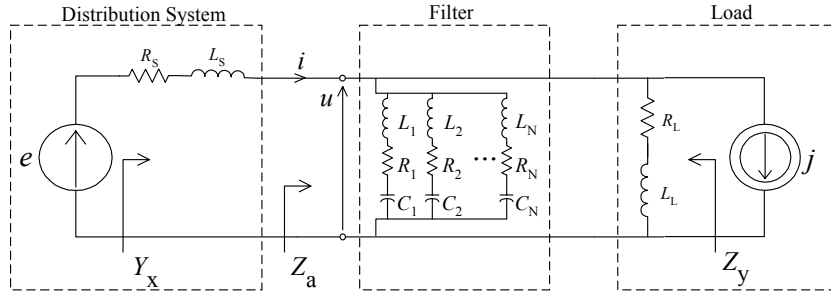 Distribution System
Filter
Load
R_S
L_S
i
u
e
L_1
L_2
L_N
R_1
R_2
...
R_N
C_1
C_2
C_N
R_L
L_L
j
Y_x
Z_a
Z_y